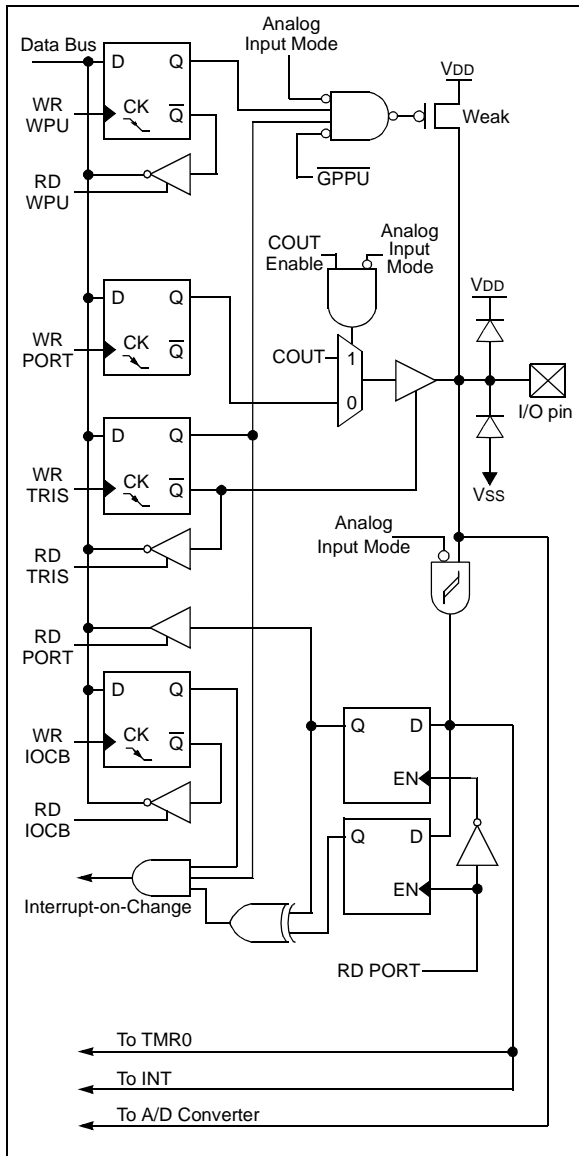 Analog
Input Mode
Data Bus
D Q
VDD
WR
WPU
CK
Q
Weak
RD
WPU
GPPU
COUT
Enable
Analog
Input
Mode
D Q
VDD
WR
PORT
CK
Q
COUT
1
0
I/O pin
D Q
WR
TRIS
CK
Q
VSS
Analog
Input Mode
RD
TRIS
RD
PORT
D Q
Q D
WR
IOCB
CK
Q
EN
RD
IOCB
Q D
EN
Interrupt-on-Change
RD PORT
To TMR0
To INT
To A/D Converter